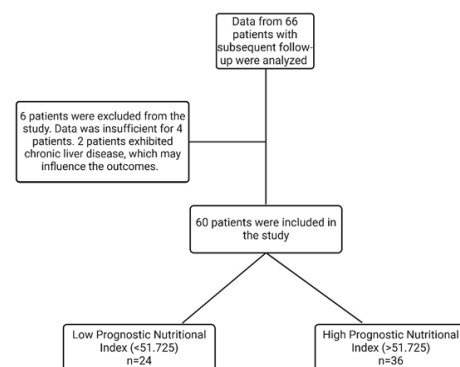 Data from 66
patients with
subsequent follow-
up were analyzed
6 patients were excluded from the
study. Data was insufficient for 4
patients. 2 patients exhibited
chronic liver disease, which may
influence the outcomes.
60 patients were included in
the study
Low Prognostic Nutritional
Index (<51.725)
n=24
High Prognostic Nutritional
Index (>51.725)
n=36